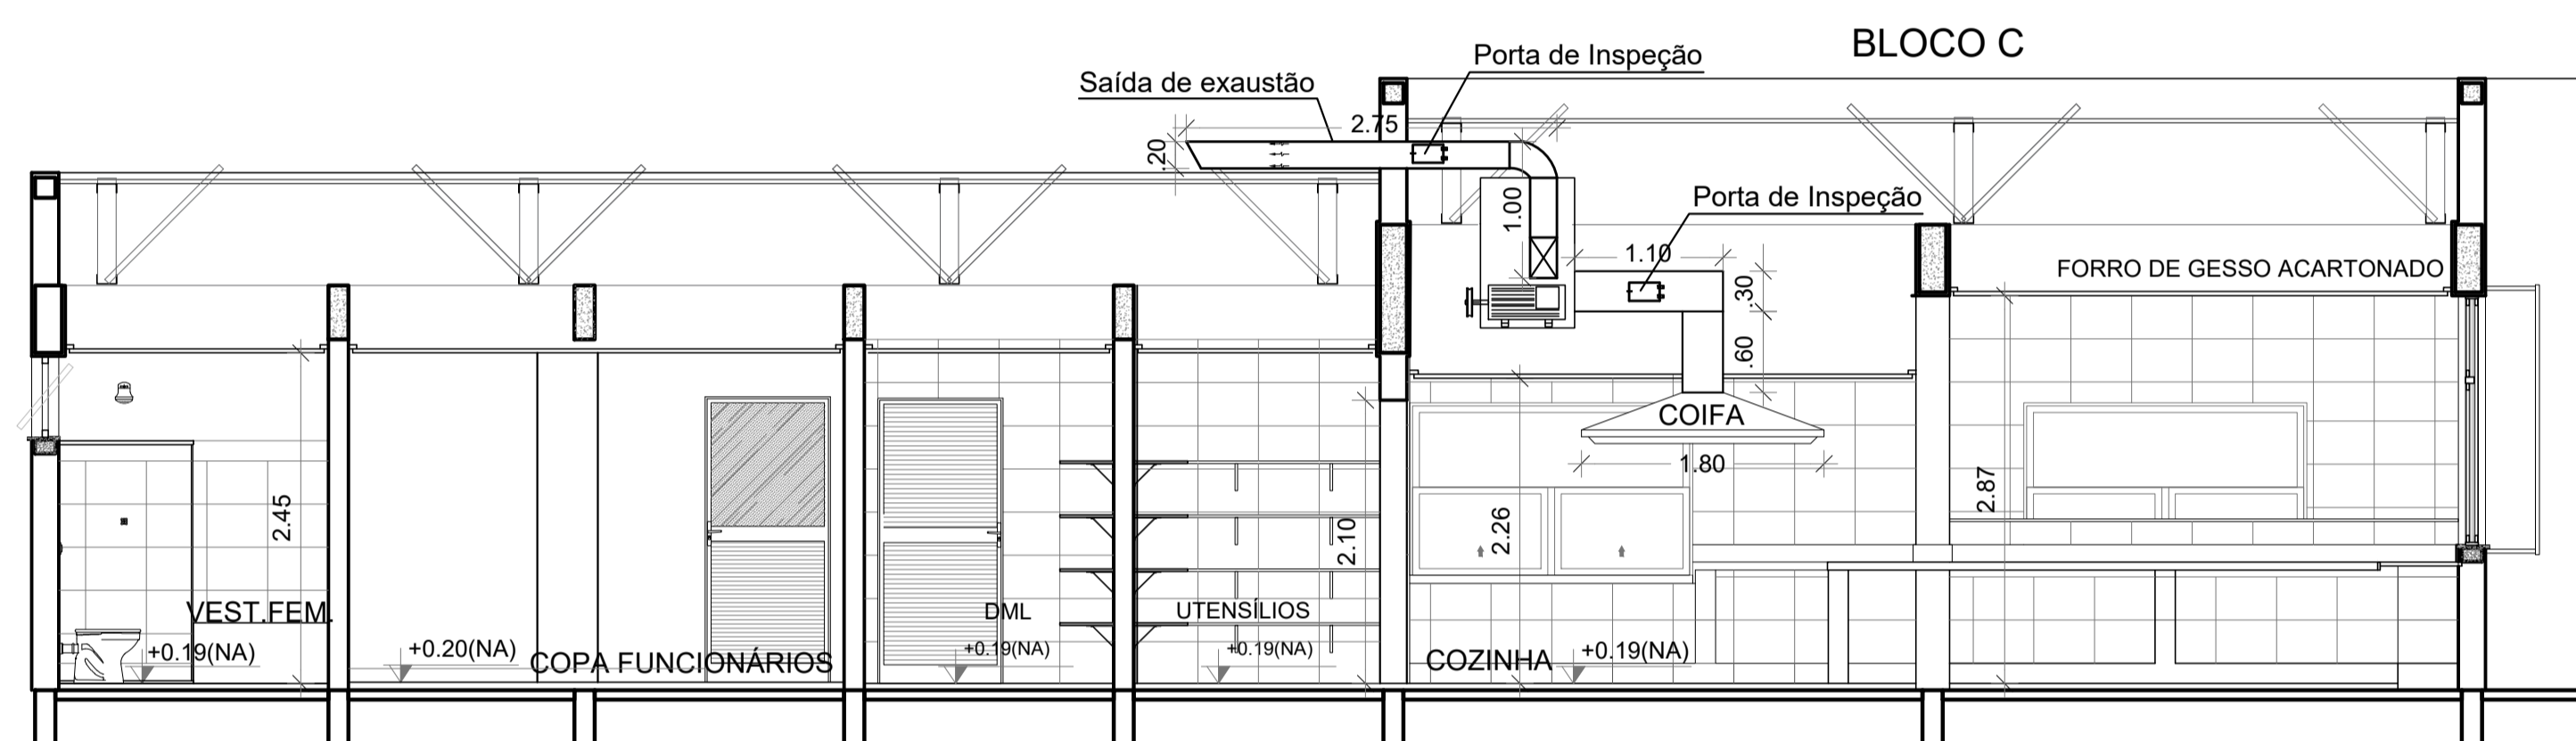 BLOCO C
Porta de Inspeção
Saída de exaustão
2.75
.20
1.00
Porta de Inspeção
1.10
.30
FORRO DE GESSO ACARTONADO
.60
COIFA
1.80
2.45
2.10
2.26
2.87
VEST.FEM.
DML
UTENSÍLIOS
+0.19(NA)
+0.20(NA)
COPA FUNCIONÁRIOS
+0.19(NA)
+0.19(NA)
COZINHA
+0.19(NA)